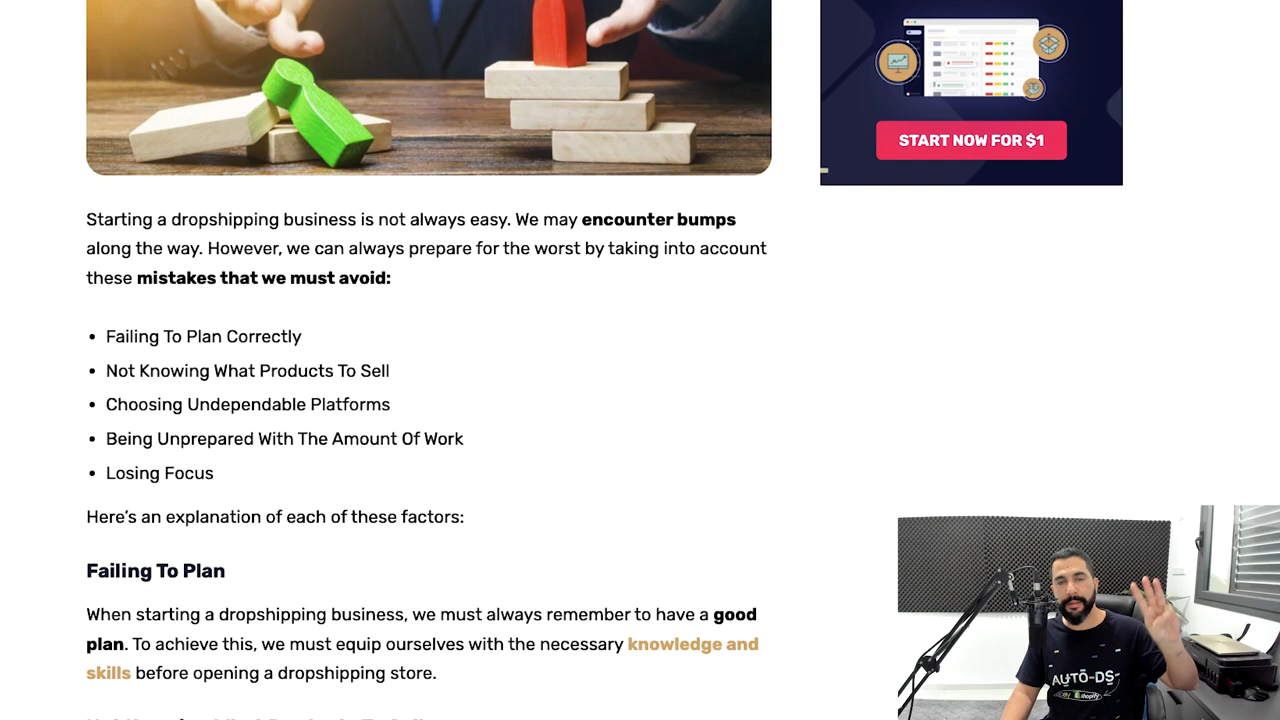 START NOW FOR $1
Starting a dropshipping business is not always easy. We may encounter bumps
along the way. However, we can always prepare for the worst by taking into account
these mistakes that we must avoid:
• Failing To Plan Correctly
• Not Knowing What Products To Sell
• Choosing Undependable Platforms
• Being Unprepared With The Amount Of Work
• Losing Focus
Here's an explanation of each of these factors:
Failing To Plan
When starting a dropshipping business, we must always remember to have a good
plan. To achieve this, we must equip ourselves with the necessary knowledge and
skills before opening a dropshipping store.
AUTO-DS
shopify